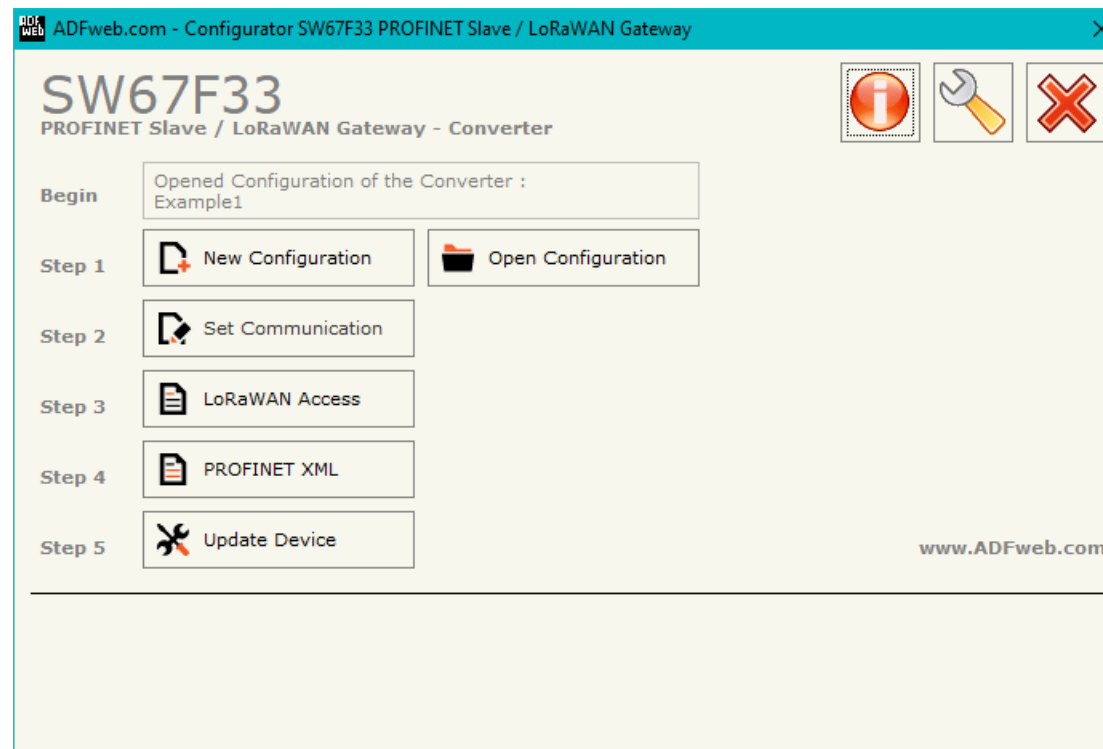 ADF web ADFweb.com - Configurator SW67F33 PROFINET Slave / LoRaWAN Gateway
SW67F33
PROFINET Slave / LoRaWAN Gateway - Converter
Begin
Opened Configuration of the Converter :
Example1
Step 1
New Configuration
Open Configuration
Step 2
Set Communication
Step 3
LoRaWAN Access
Step 4
PROFINET XML
Step 5
Update Device
www.ADFweb.com